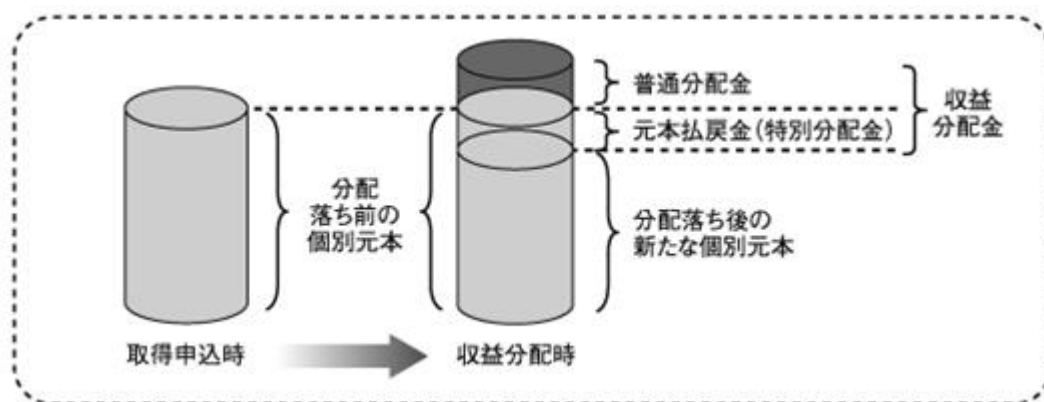 普通分配金
収益
分配金
元本払戻金(特別分配金)
分配
落ち前の
個別元本
分配落ち後の
新たな個別元本
取得申込時
収益分配時